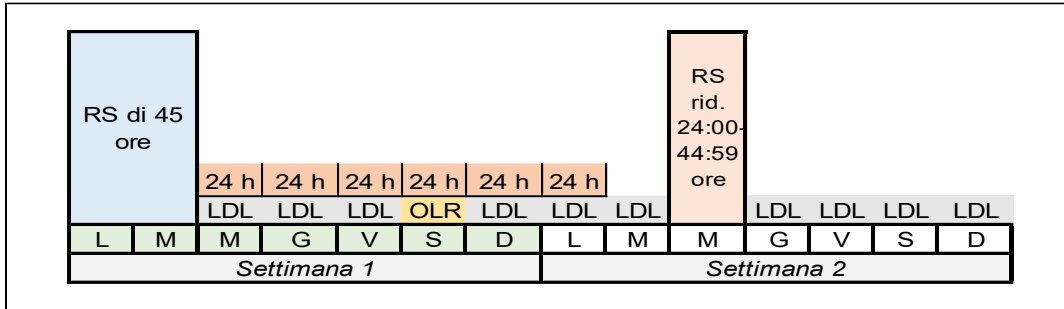 RS di 45
ore
RS
rid.
24:00-
44:59
ore
24 h 24 h 24 h 24 h 24 h 24 h
LDL LDL LDL OLR LDL LDL LDL LDL LDL LDL LDL
L M M G V S D L M M G V S D
Settimana 1 Settimana 2